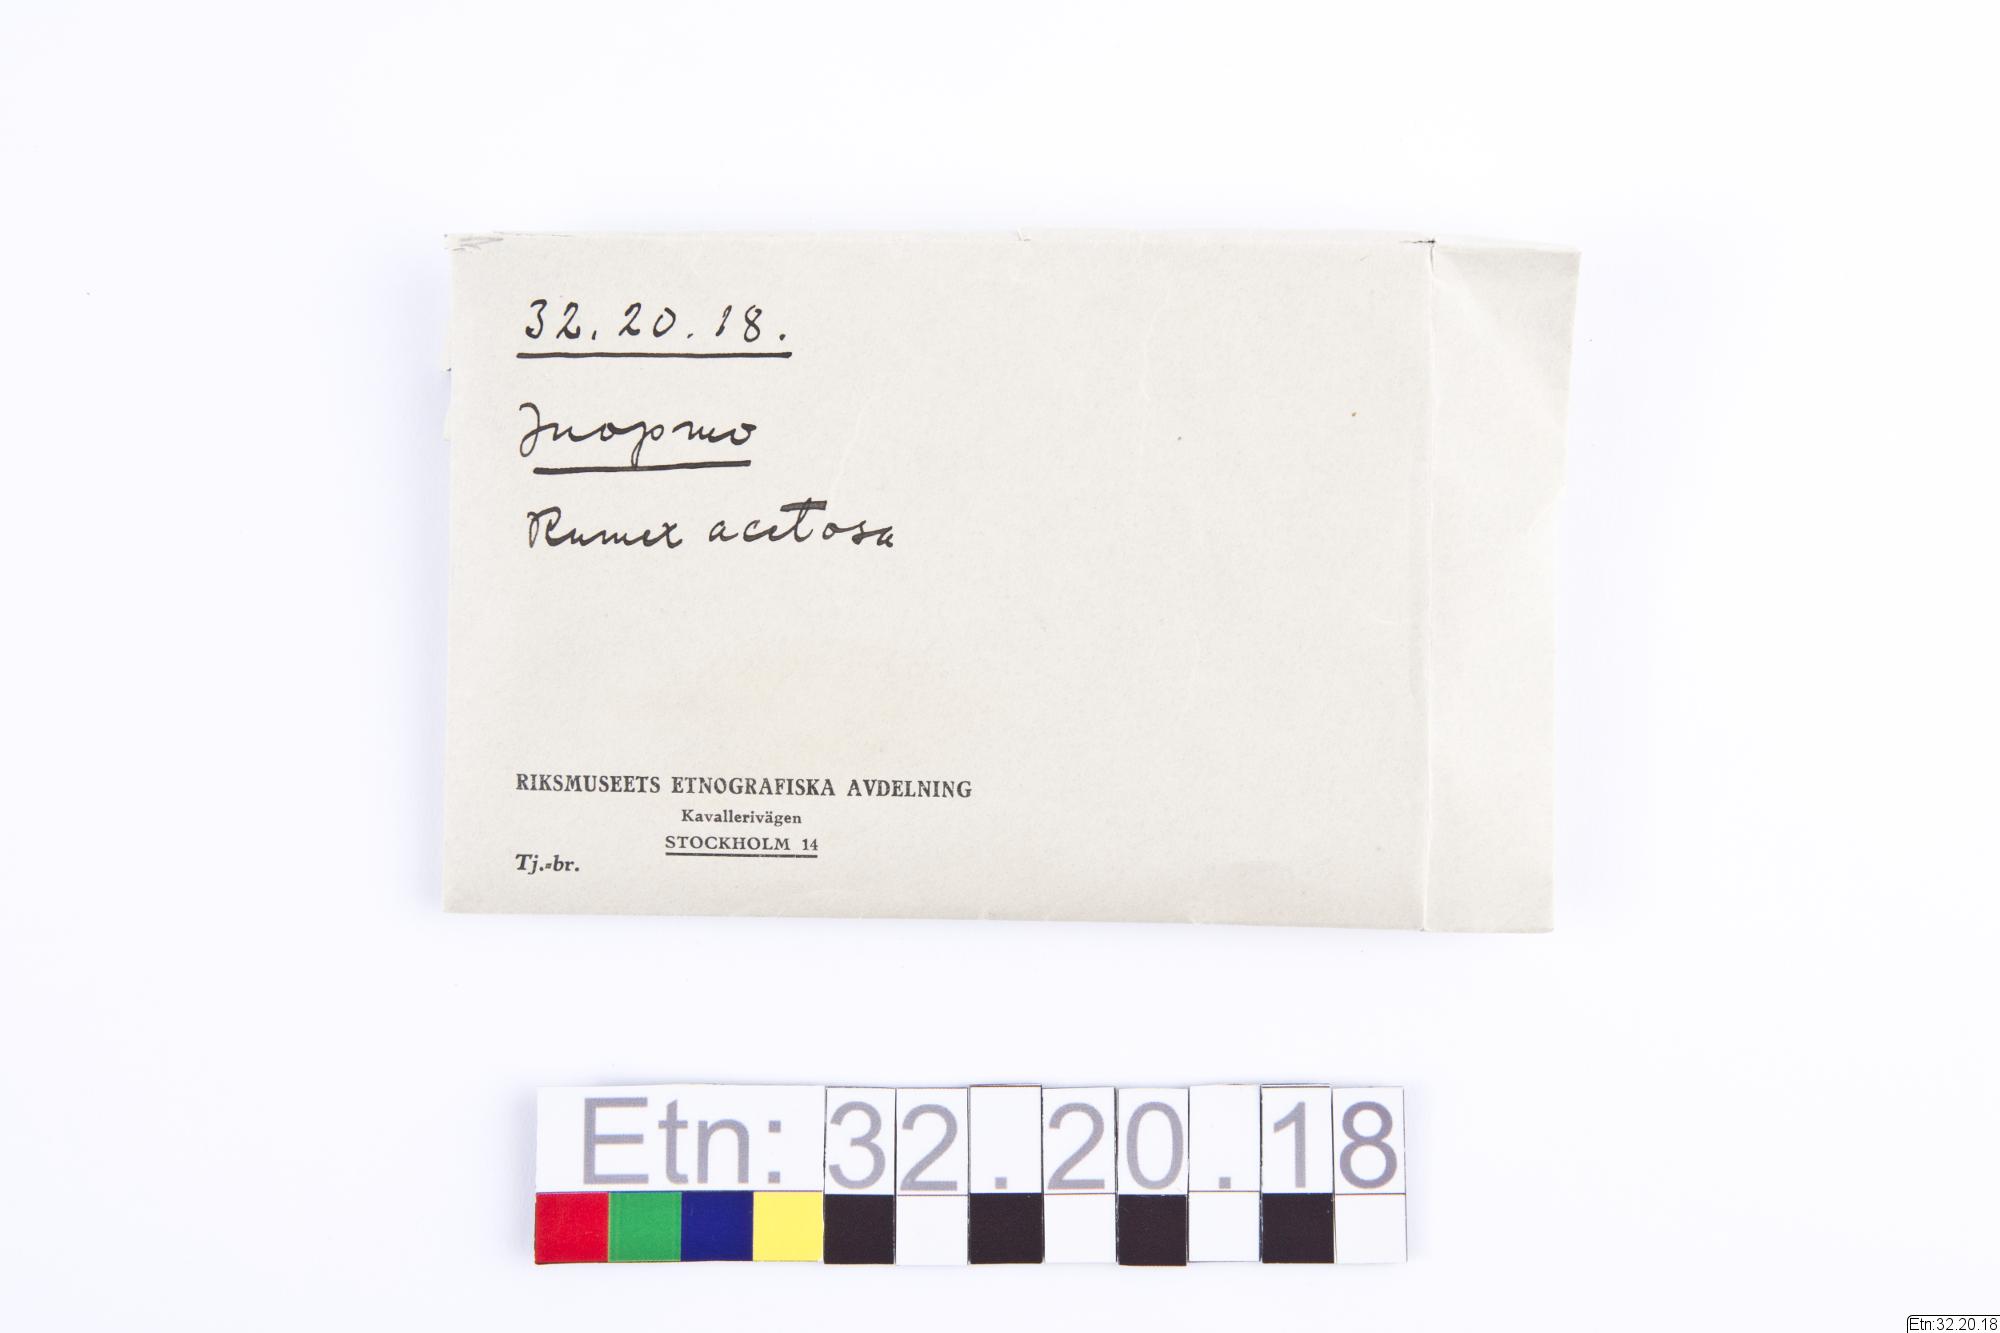 32.20.18.
Juopmo
Rumex acetosa
RIKSMUSEETS ETNOGRAFISKA AVDELNING
Kavallerivägen
STOCKHOLM 14
Tj.-br.
Etn: 32.20.18
Etn:32.20.18